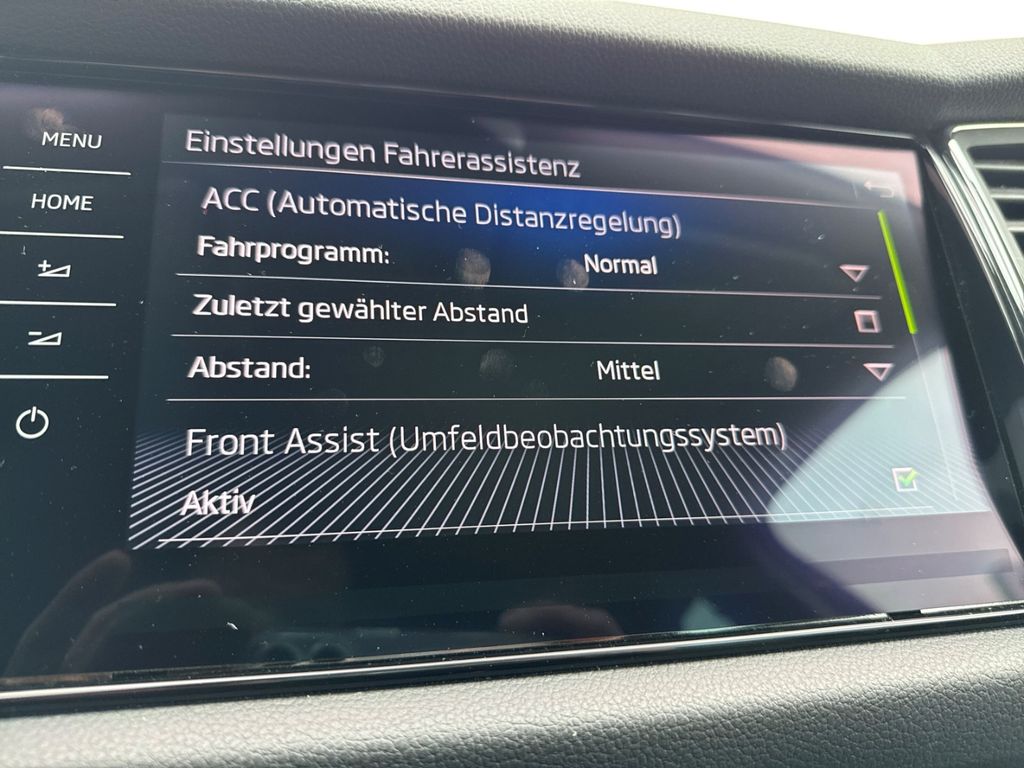 MENU
HOME
Einstellungen Fahrerassistenz
ACC (Automatische Distanzregelung)
Fahrprogramm: Normal
Zuletzt gewählter Abstand
Abstand: Mittel
Front Assist (Umfeldbeobachtungssystem)
Aktiv